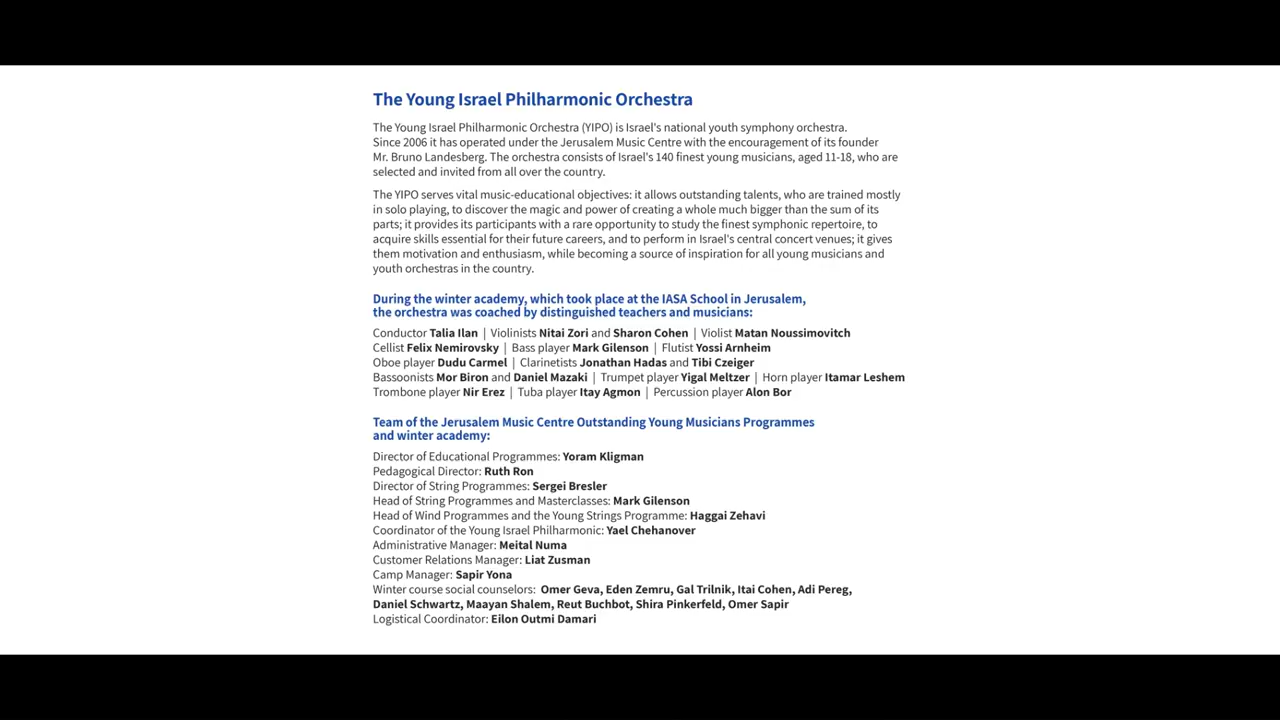 The Young Israel Philharmonic Orchestra
The Young Israel Philharmonic Orchestra (YIPO) is Israel's national youth symphony orchestra.
Since 2006 it has operated under the Jerusalem Music Centre with the encouragement of its founder
Mr. Bruno Landesberg. The orchestra consists of Israel's 140 finest young musicians, aged 11-18, who are
selected and invited from all over the country.
The YIPO serves vital music-educational objectives: it allows outstanding talents, who are trained mostly
in solo playing, to discover the magic and power of creating a whole much bigger than the sum of its
parts; it provides its participants with a rare opportunity to study the finest symphonic repertoire, to
acquire skills essential for their future careers, and to perform in Israel's central concert venues; it gives
them motivation and enthusiasm, while becoming a source of inspiration for all young musicians and
youth orchestras in the country.
During the winter academy, which took place at the IASA School in Jerusalem,
the orchestra was coached by distinguished teachers and musicians:
Conductor Talia Ilan | Violinists Nitai Zori and Sharon Cohen | Violist Matan Noussimovitch
Cellist Felix Nemirovsky | Bass player Mark Gilenson | Flutist Yossi Arnheim
Oboe player Dudu Carmel | Clarinetists Jonathan Hadas and Tibi Czeiger
Bassoonists Mor Biron and Daniel Mazaki | Trumpet player Yigal Meltzer | Horn player Itamar Leshem
Trombone player Nir Erez | Tuba player Itay Agmon | Percussion player Alon Bor
Team of the Jerusalem Music Centre Outstanding Young Musicians Programmes
and winter academy:
Director of Educational Programmes: Yoram Kligman
Pedagogical Director: Ruth Ron
Director of String Programmes: Sergei Bresler
Head of String Programmes and Masterclasses: Mark Gilenson
Head of Wind Programmes and the Young Strings Programme: Haggai Zehavi
Coordinator of the Young Israel Philharmonic: Yael Chehanover
Administrative Manager: Meital Numa
Customer Relations Manager: Liat Zusman
Camp Manager: Sapir Yona
Winter course social counselors: Omer Geva, Eden Zemru, Gal Trilnik, Itai Cohen, Adi Pereg,
Daniel Schwartz, Maayan Shalem, Reut Buchbot, Shira Pinkerfeld, Omer Sapir
Logistical Coordinator: Eilon Outmi Damari